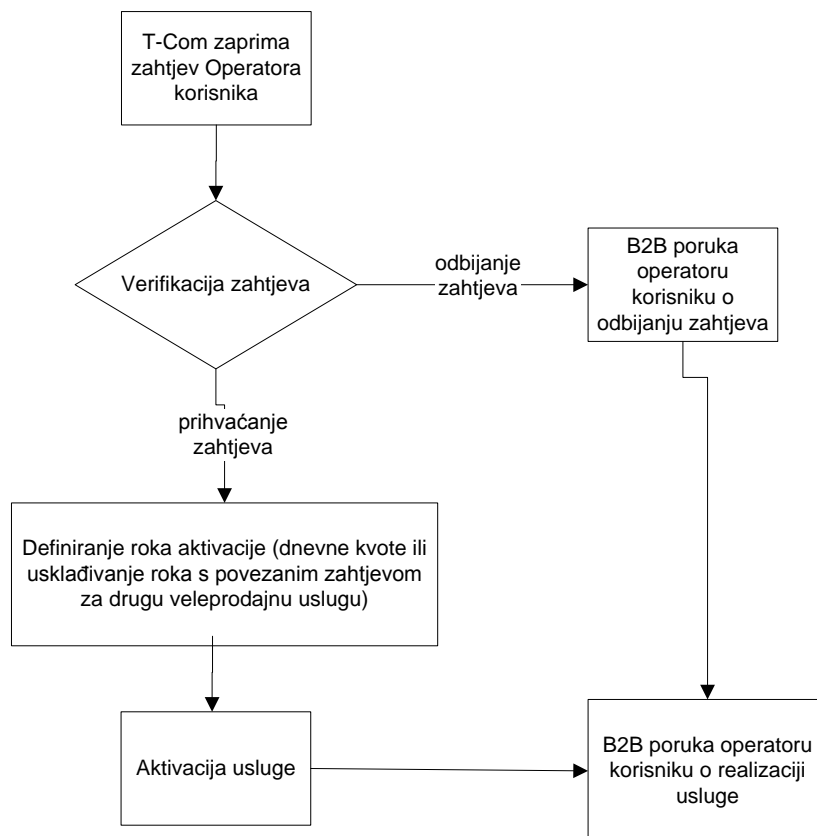 T-Com zaprima
zahtjev Operatora
korisnika
Verifikacija zahtjeva
odbijanje
zahtjeva
B2B poruka
operatoru
korisniku o
odbijanju zahtjeva
prihvaćanje
zahtjeva
Definiranje roka aktivacije (dnevne kvote ili
usklađivanje roka s povezanim zahtjevom
za drugu veleprodajnu uslugu)
Aktivacija usluge
B2B poruka operatoru
korisniku o realizaciji
usluge